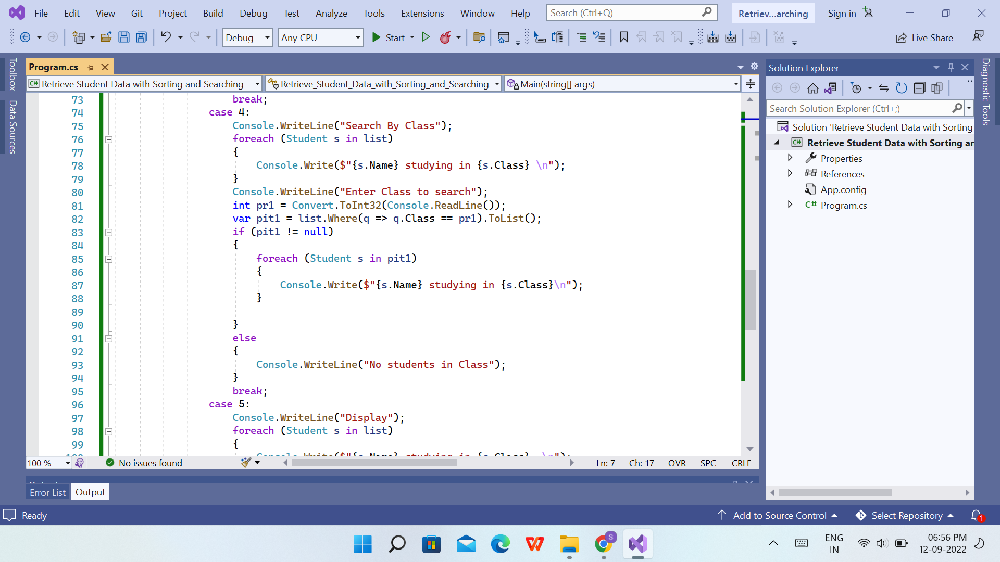 File Edit View Git Project Build Debug Test Analyze Tools Extensions Window Help Search (Ctrl+Q) Retriev...arching Sign in
Debug Any CPU Start Live Share
Toolbox
Data Sources
Program.cs
Retrieve Student Data with Sorting and Searching Retrieve_Student_Data_with_Sorting_and_Searching Main(string[] args)
73 break;
74 case 4:
75 Console.WriteLine("Search By Class");
76 foreach (Student s in list)
77 {
78 Console.Write($"{s.Name} studying in {s.Class} \n");
79 }
80 Console.WriteLine("Enter Class to search");
81 int pr1 = Convert.ToInt32(Console.ReadLine());
82 var pit1 = list.Where(q => q.Class == pr1).ToList();
83 if (pit1 != null)
84 {
85 foreach (Student s in pit1)
86 {
87 Console.Write($"{s.Name} studying in {s.Class}\n");
88 }
89
90 }
91 else
92 {
93 Console.WriteLine("No students in Class");
94 }
95 break;
96 case 5:
97 Console.WriteLine("Display");
98 foreach (Student s in list)
99 {
100 % No issues found Ln: 7 Ch: 17 OVR SPC CRLF
Error List Output
Solution Explorer
Search Solution Explorer (Ctrl+;)
Solution 'Retrieve Student Data with Sorting
C# Retrieve Student Data with Sorting an
Properties
References
App.config
C# Program.cs
Diagnostic Tools
Ready Add to Source Control Select Repository 1
S
ENG
IN
06:56 PM
12-09-2022